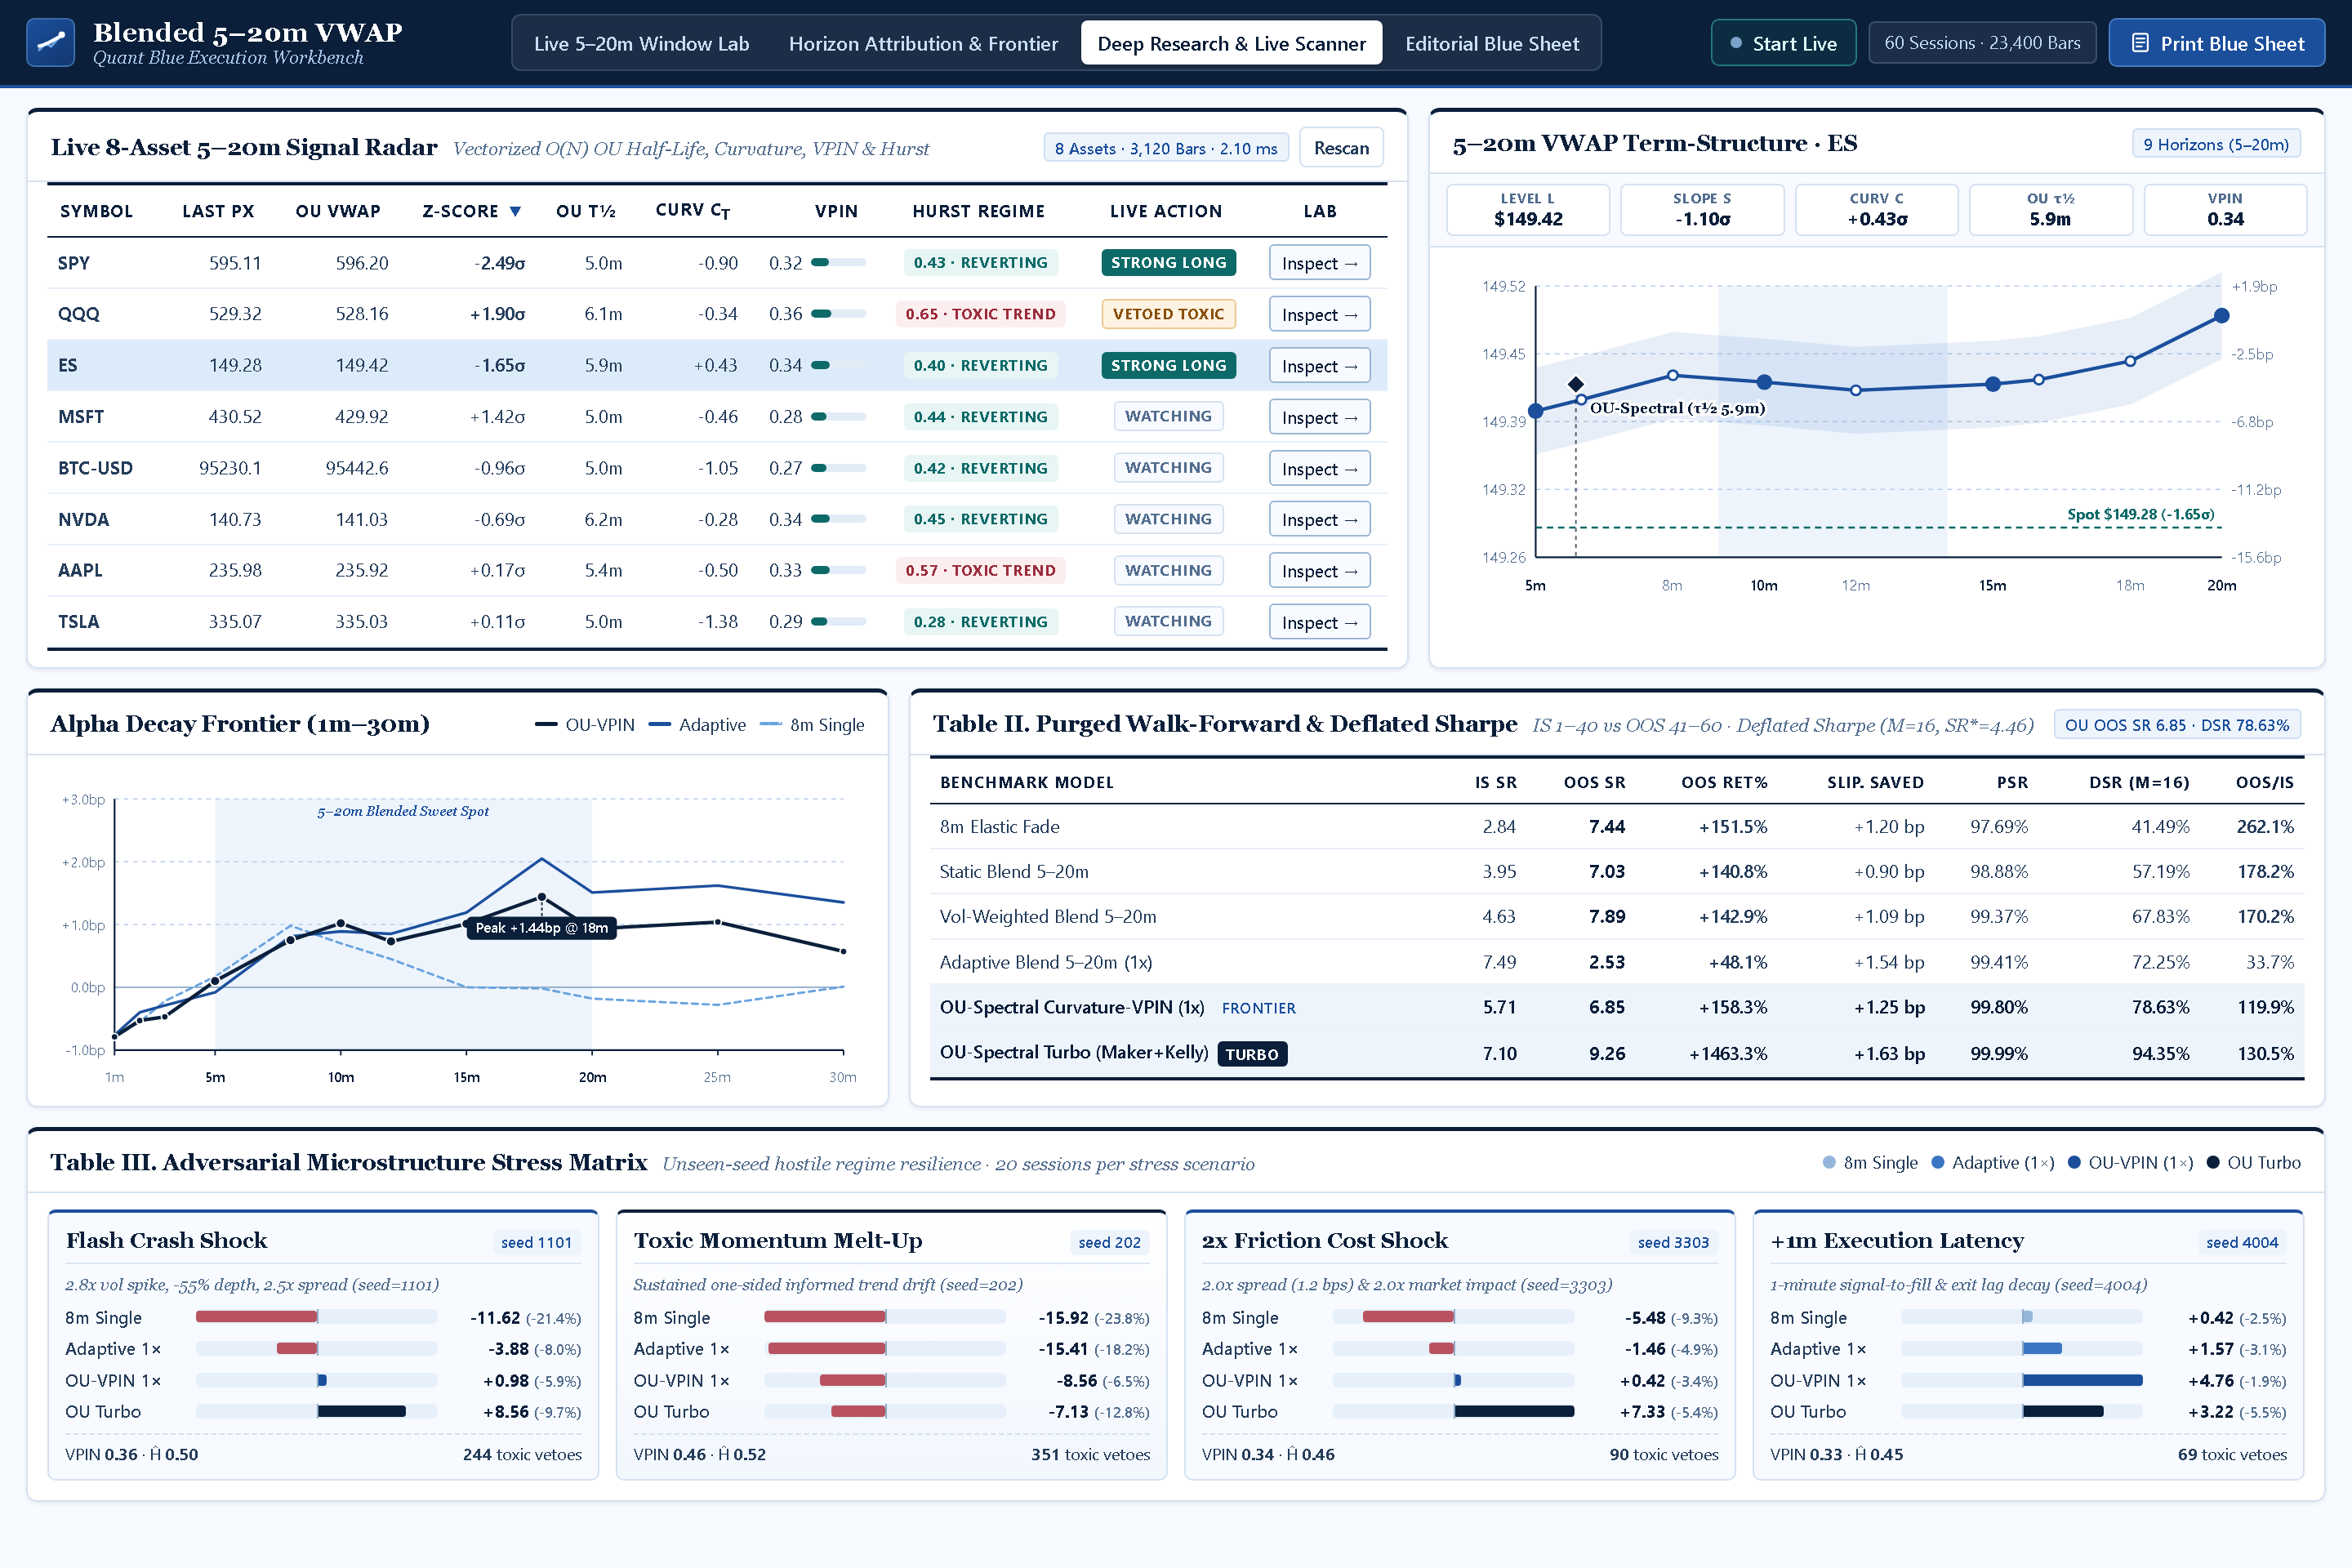 Blended 5–20m VWAP
Quant Blue Execution Workbench
Live 5–20m Window Lab
Horizon Attribution & Frontier
Deep Research & Live Scanner
Editorial Blue Sheet
Start Live
60 Sessions · 23,400 Bars
Print Blue Sheet
Live 8-Asset 5–20m Signal Radar Vectorized O(N) OU Half-Life, Curvature, VPIN & Hurst 8 Assets · 3,120 Bars · 2.10 ms Rescan
SYMBOL LAST PX OU VWAP Z-SCORE ▼ OU T½ CURV CT VPIN HURST REGIME LIVE ACTION LAB
SPY 595.11 596.20 -2.49σ 5.0m -0.90 0.32 0.43 · REVERTING STRONG LONG Inspect →
QQQ 529.32 528.16 +1.90σ 6.1m -0.34 0.36 0.65 · TOXIC TREND VETOED TOXIC Inspect →
ES 149.28 149.42 -1.65σ 5.9m +0.43 0.34 0.40 · REVERTING STRONG LONG Inspect →
MSFT 430.52 429.92 +1.42σ 5.0m -0.46 0.28 0.44 · REVERTING WATCHING Inspect →
BTC-USD 95230.1 95442.6 -0.96σ 5.0m -1.05 0.27 0.42 · REVERTING WATCHING Inspect →
NVDA 140.73 141.03 -0.69σ 6.2m -0.28 0.34 0.45 · REVERTING WATCHING Inspect →
AAPL 235.98 235.92 +0.17σ 5.4m -0.50 0.33 0.57 · TOXIC TREND WATCHING Inspect →
TSLA 335.07 335.03 +0.11σ 5.0m -1.38 0.29 0.28 · REVERTING WATCHING Inspect →
5–20m VWAP Term-Structure · ES 9 Horizons (5–20m)
LEVEL L SLOPE S CURV C OU τ½ VPIN
$149.42 -1.10σ +0.43σ 5.9m 0.34
149.52 +1.9bp
149.45 -2.5bp
OU-Spectral (τ½ 5.9m)
149.39 -6.8bp
149.32 -11.2bp
Spot $149.28 (-1.65σ)
149.26 -15.6bp
5m 8m 10m 12m 15m 18m 20m
Alpha Decay Frontier (1m–30m) OU-VPIN Adaptive 8m Single
+3.0bp
5–20m Blended Sweet Spot
+2.0bp
+1.0bp
Peak +1.44bp @ 18m
0.0bp
-1.0bp
1m 5m 10m 15m 20m 25m 30m
Table II. Purged Walk-Forward & Deflated Sharpe IS 1–40 vs OOS 41–60 · Deflated Sharpe (M=16, SR*=4.46) OU OOS SR 6.85 · DSR 78.63%
BENCHMARK MODEL IS SR OOS SR OOS RET% SLIP. SAVED PSR DSR (M=16) OOS/IS
8m Elastic Fade 2.84 7.44 +151.5% +1.20 bp 97.69% 41.49% 262.1%
Static Blend 5–20m 3.95 7.03 +140.8% +0.90 bp 98.88% 57.19% 178.2%
Vol-Weighted Blend 5–20m 4.63 7.89 +142.9% +1.09 bp 99.37% 67.83% 170.2%
Adaptive Blend 5–20m (1x) 7.49 2.53 +48.1% +1.54 bp 99.41% 72.25% 33.7%
OU-Spectral Curvature-VPIN (1x) FRONTIER 5.71 6.85 +158.3% +1.25 bp 99.80% 78.63% 119.9%
OU-Spectral Turbo (Maker+Kelly) TURBO 7.10 9.26 +1463.3% +1.63 bp 99.99% 94.35% 130.5%
Table III. Adversarial Microstructure Stress Matrix Unseen-seed hostile regime resilience · 20 sessions per stress scenario 8m Single Adaptive (1×) OU-VPIN (1×) OU Turbo
Flash Crash Shock seed 1101
2.8x vol spike, -55% depth, 2.5x spread (seed=1101)
8m Single -11.62 (-21.4%)
Adaptive 1× -3.88 (-8.0%)
OU-VPIN 1× +0.98 (-5.9%)
OU Turbo +8.56 (-9.7%)
VPIN 0.36 · Ĥ 0.50 244 toxic vetoes
Toxic Momentum Melt-Up seed 202
Sustained one-sided informed trend drift (seed=202)
8m Single -15.92 (-23.8%)
Adaptive 1× -15.41 (-18.2%)
OU-VPIN 1× -8.56 (-6.5%)
OU Turbo -7.13 (-12.8%)
VPIN 0.46 · Ĥ 0.52 351 toxic vetoes
2x Friction Cost Shock seed 3303
2.0x spread (1.2 bps) & 2.0x market impact (seed=3303)
8m Single -5.48 (-9.3%)
Adaptive 1× -1.46 (-4.9%)
OU-VPIN 1× +0.42 (-3.4%)
OU Turbo +7.33 (-5.4%)
VPIN 0.34 · Ĥ 0.46 90 toxic vetoes
+1m Execution Latency seed 4004
1-minute signal-to-fill & exit lag decay (seed=4004)
8m Single +0.42 (-2.5%)
Adaptive 1× +1.57 (-3.1%)
OU-VPIN 1× +4.76 (-1.9%)
OU Turbo +3.22 (-5.5%)
VPIN 0.33 · Ĥ 0.45 69 toxic vetoes